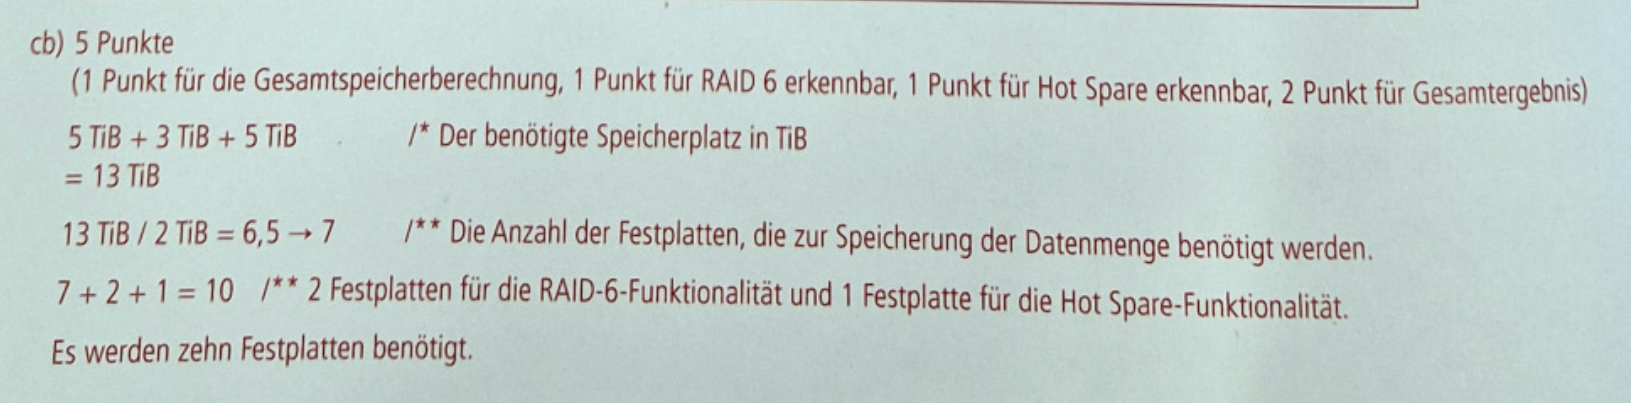 cb) 5 Punkte
(1 Punkt für die Gesamtspeicherberechnung, 1 Punkt für RAID 6 erkennbar, 1 Punkt für Hot Spare erkennbar, 2 Punkt für Gesamtergebnis)
5 TiB + 3 TiB + 5 TiB /* Der benötigte Speicherplatz in TiB
= 13 TiB
13 TiB / 2 TiB = 6,5 → 7 /** Die Anzahl der Festplatten, die zur Speicherung der Datenmenge benötigt werden.
7 + 2 + 1 = 10 /** 2 Festplatten für die RAID-6-Funktionalität und 1 Festplatte für die Hot Spare-Funktionalität.
Es werden zehn Festplatten benötigt.